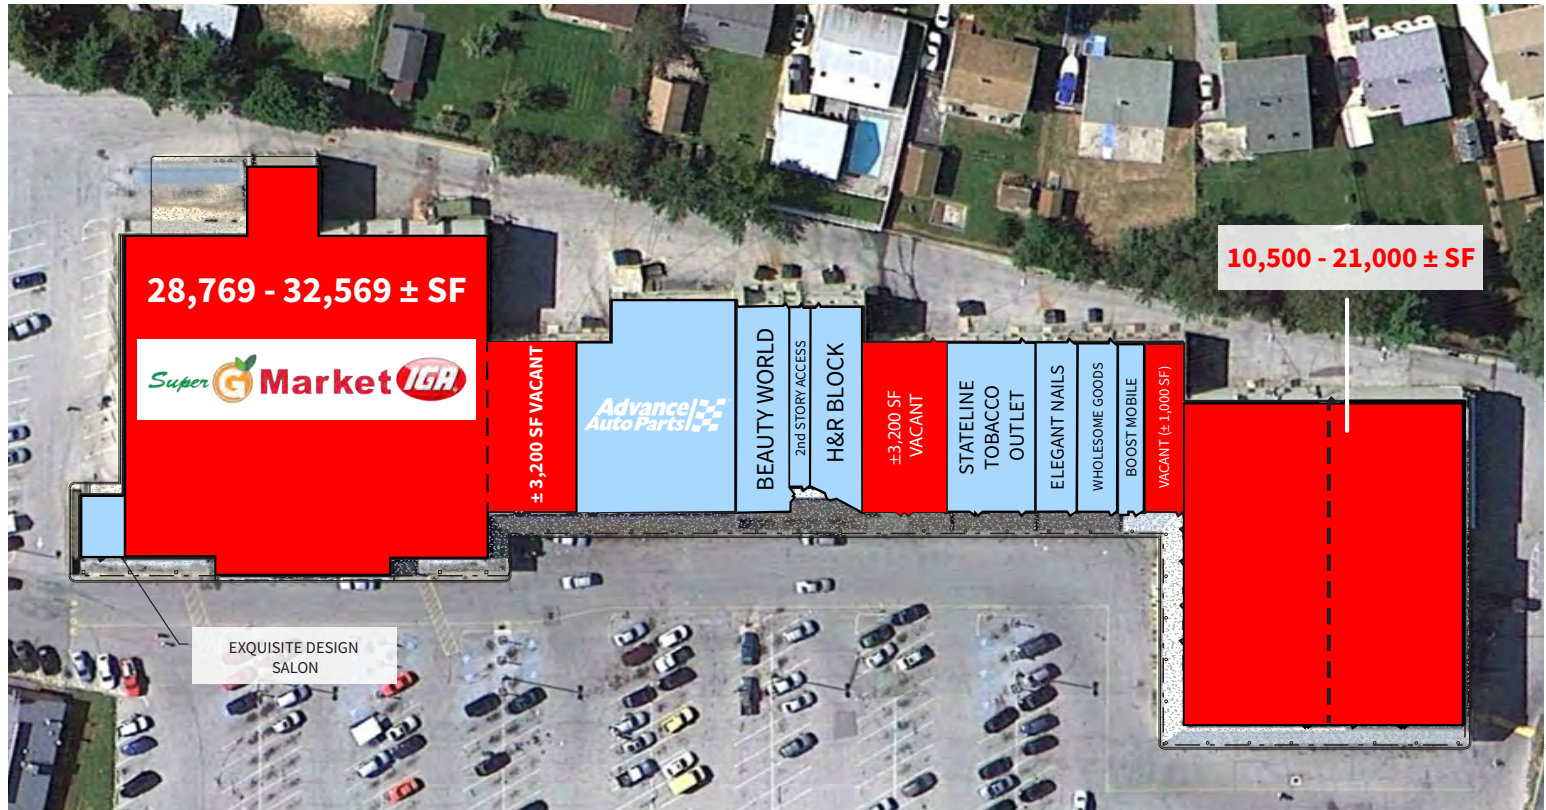 28,769 - 32,569 ± SF
Super G Market IGA
± 3,200 SF VACANT
Advance
Auto Parts
BEAUTY WORLD
2nd STORY ACCESS
H&R BLOCK
±3,200 SF
VACANT
STATELINE
TOBACCO
OUTLET
ELEGANT NAILS
WHOLESOME GOODS
BOOST MOBILE
VACANT (± 1,000 SF)
10,500 - 21,000 ± SF
EXQUISITE DESIGN
SALON